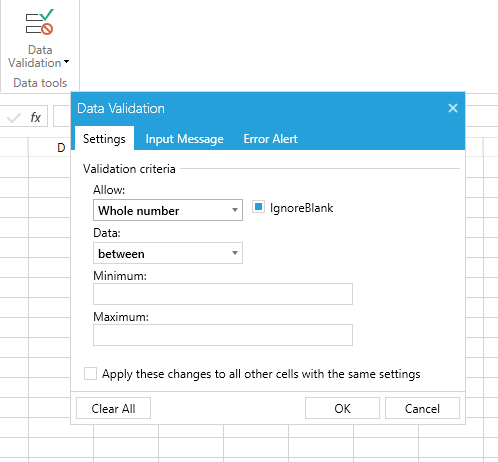 Data
Validation
Data tools
fx
D
Data Validation
Settings Input Message Error Alert
Validation criteria
Allow:
Whole number IgnoreBlank
Data:
between
Minimum:
Maximum:
Apply these changes to all other cells with the same settings
Clear All OK Cancel